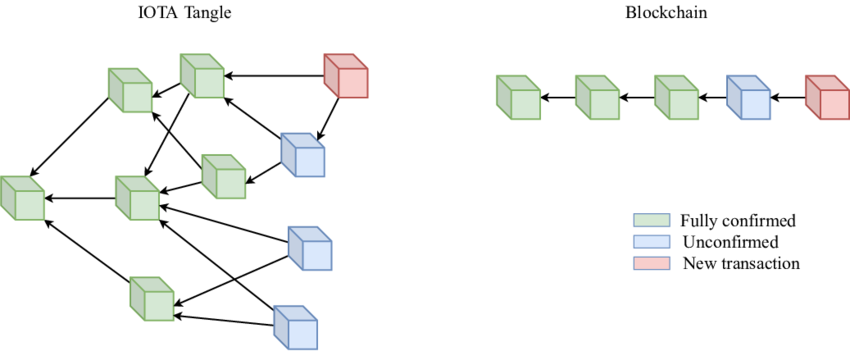 IOTA Tangle
Blockchain
Fully confirmed
Unconfirmed
New transaction